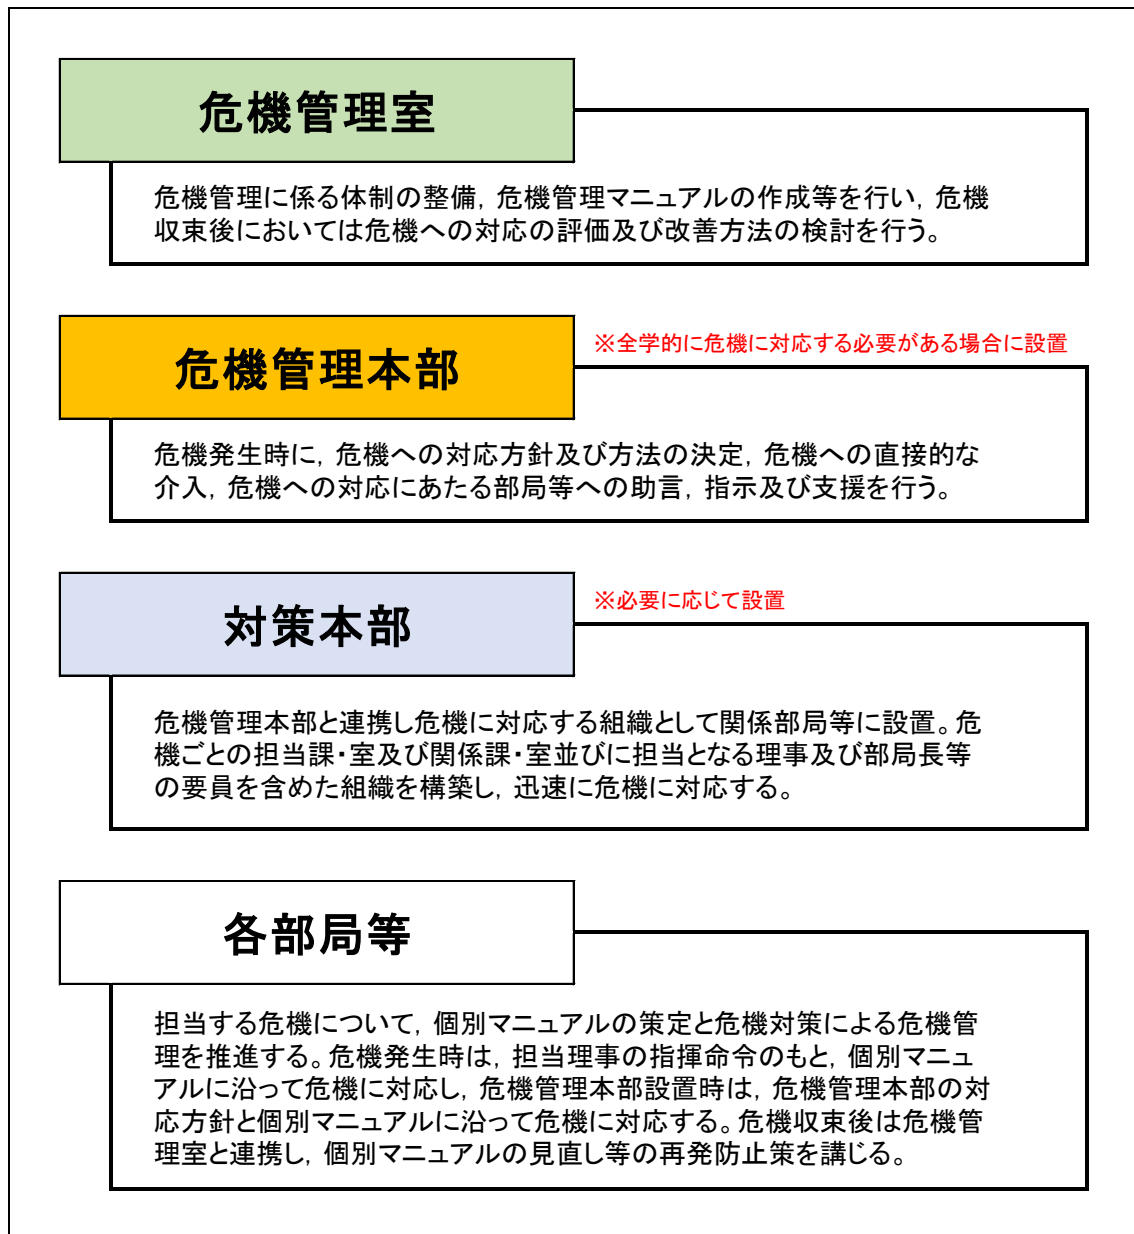 危機管理室
危機管理に係る体制の整備，危機管理マニュアルの作成等を行い，危機
収束後においては危機への対応の評価及び改善方法の検討を行う。
危機管理本部
※全学的に危機に対応する必要がある場合に設置
危機発生時に，危機への対応方針及び方法の決定，危機への直接的な
介入，危機への対応にあたる部局等への助言，指示及び支援を行う。
対策本部
※必要に応じて設置
危機管理本部と連携し危機に対応する組織として関係部局等に設置。危
機ごとの担当課・室及び関係課・室並びに担当となる理事及び部局長等
の要員を含めた組織を構築し，迅速に危機に対応する。
各部局等
担当する危機について，個別マニュアルの策定と危機対策による危機管
理を推進する。危機発生時は，担当理事の指揮命令のもと，個別マニュ
アルに沿って危機に対応し，危機管理本部設置時は，危機管理本部の対
応方針と個別マニュアルに沿って危機に対応する。危機収束後は危機管
理室と連携し，個別マニュアルの見直し等の再発防止策を講じる。